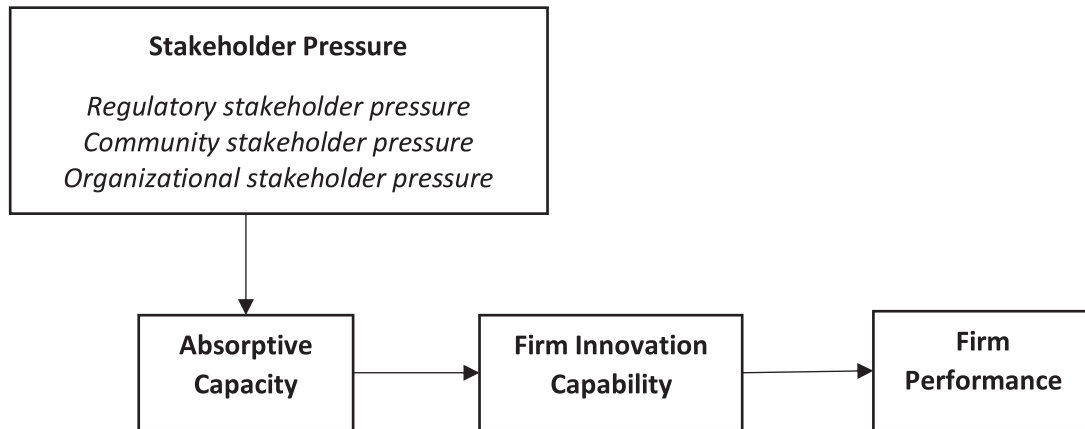 Stakeholder Pressure
Regulatory stakeholder pressure
Community stakeholder pressure
Organizational stakeholder pressure
Absorptive
Capacity
Firm Innovation
Capability
Firm
Performance